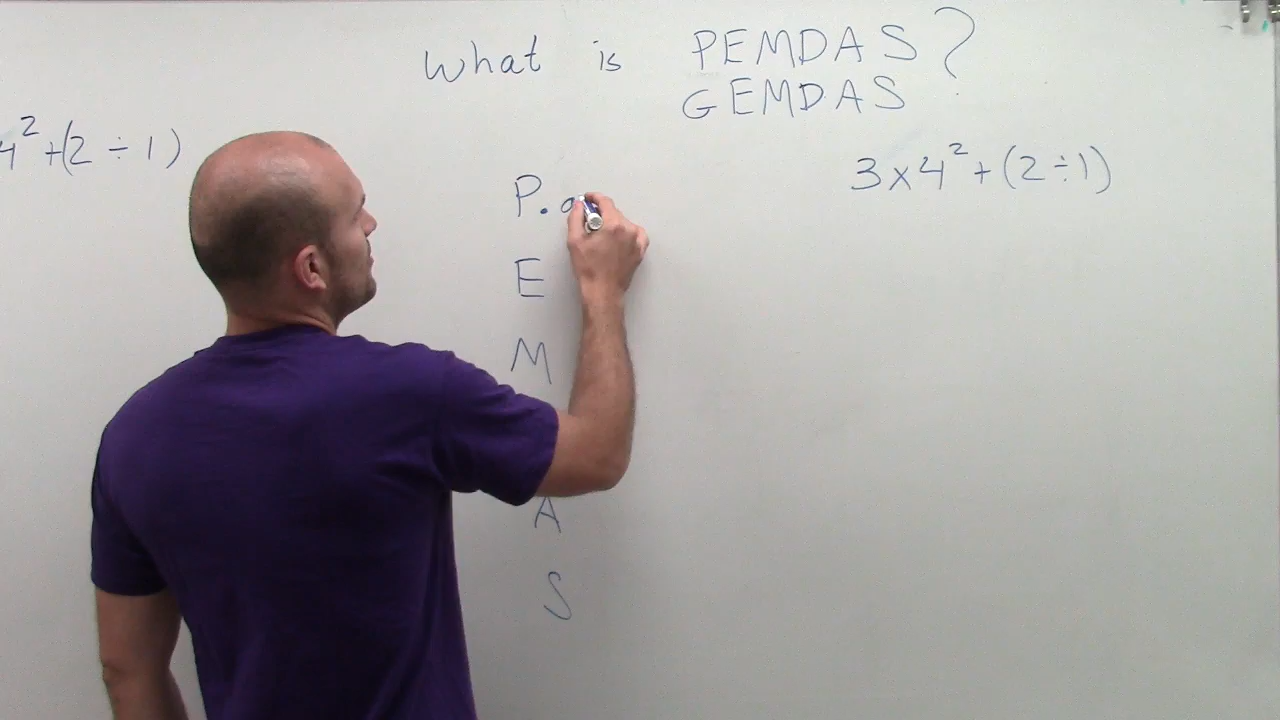 What is PEMDAS?
GEMDAS
4² + (2 ÷ 1)
3 x 4² + (2 ÷ 1)
P. a
E
M
A
S